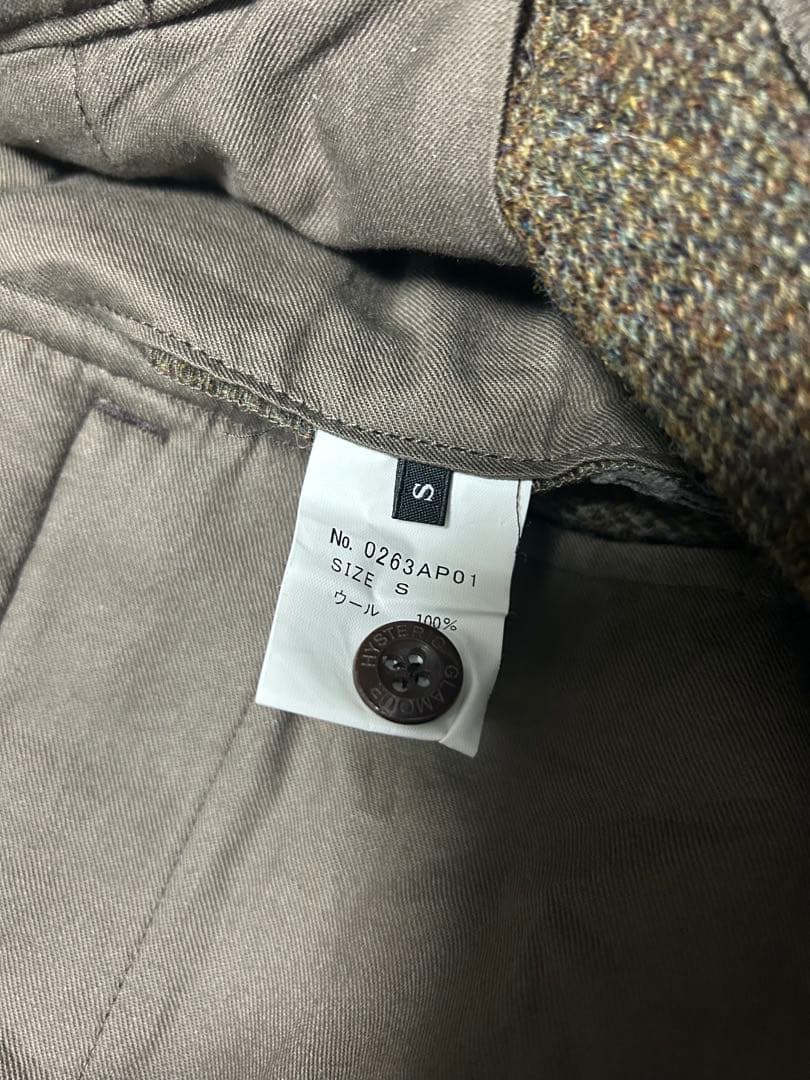 S
No. 0263AP01
SIZE S
ウール 100%
HYSTERIC GLAMOUR